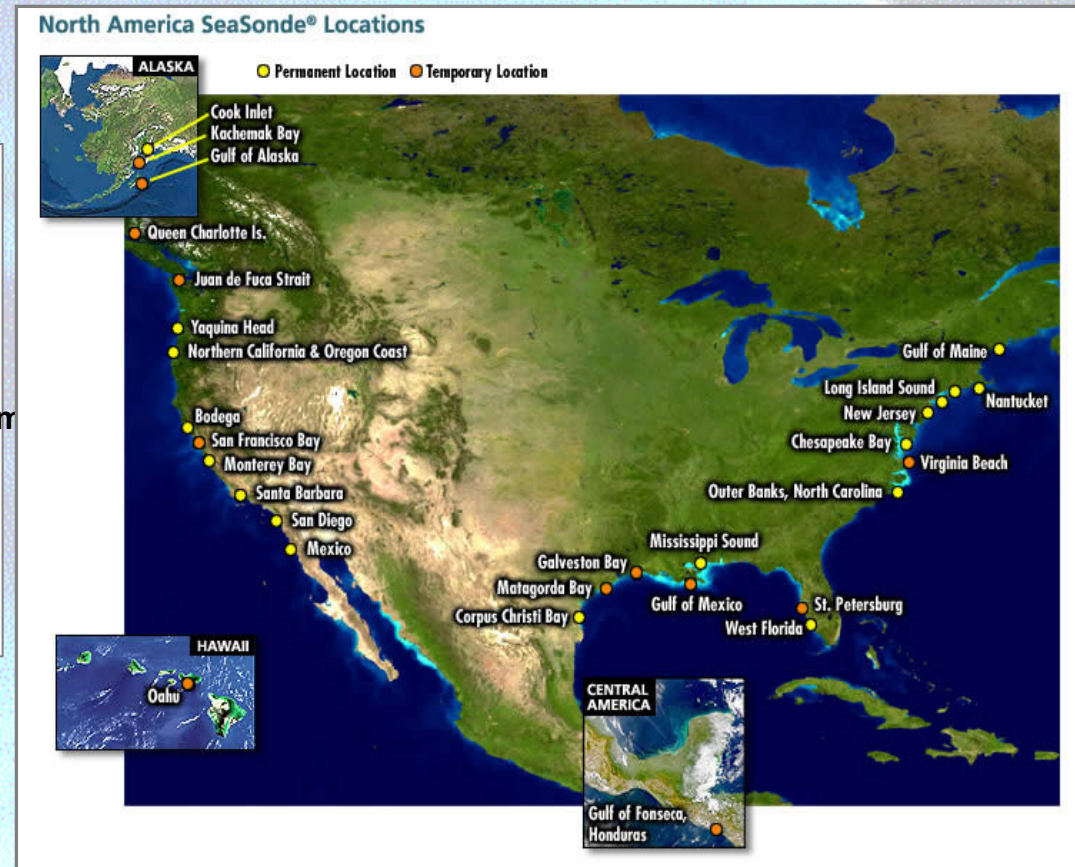 North America SeaSonde® Locations
ALASKA
Permanent Location
Temporary Location
Cook Inlet
Kachemak Bay
Gulf of Alaska
Queen Charlotte Is.
Juan de Fuca Strait
Yaquina Head
Northern California & Oregon Coast
Bodega
San Francisco Bay
Monterey Bay
Santa Barbara
San Diego
Mexico
Gulf of Maine
Long Island Sound
Nantucket
New Jersey
Chesapeake Bay
Virginia Beach
Outer Banks, North Carolina
Mississippi Sound
Galveston Bay
Matagorda Bay
Gulf of Mexico
Corpus Christi Bay
St. Petersburg
West Florida
HAWAII
Oahu
CENTRAL
AMERICA
Gulf of Fonseca,
Honduras